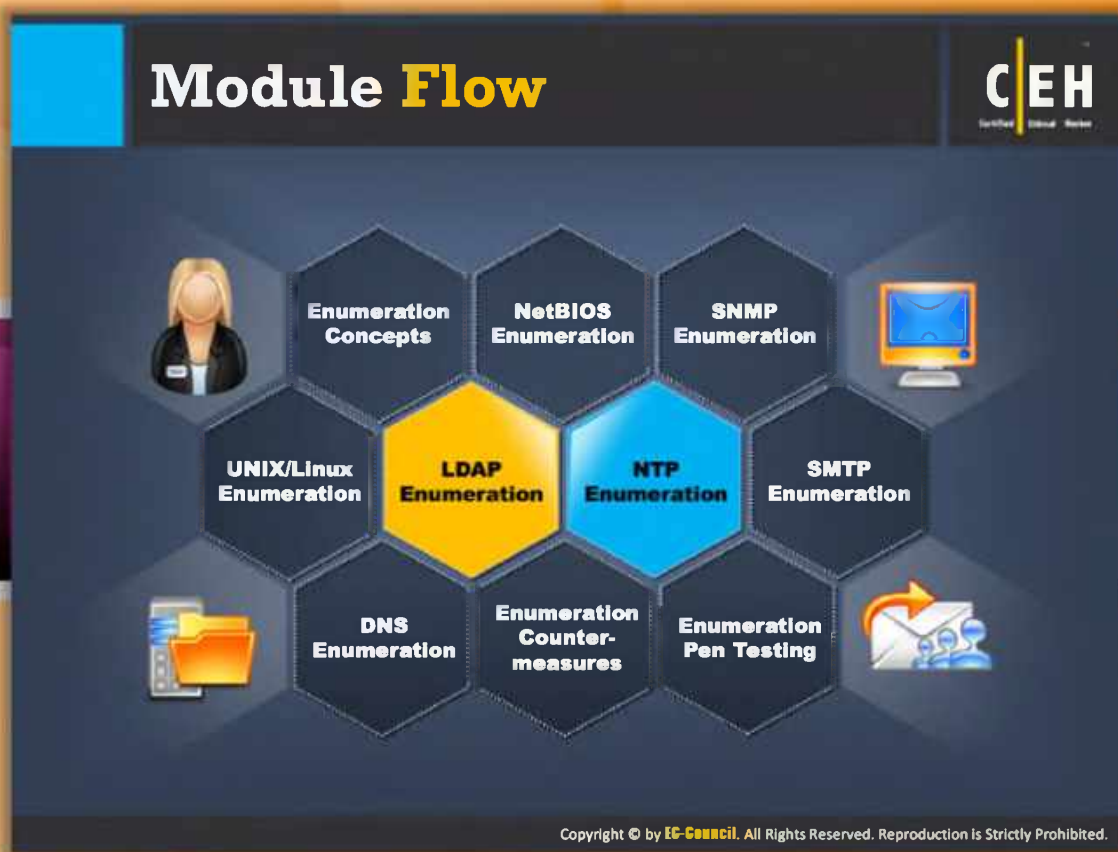 Module Flow
C EH
Enumeration
Concepts
NetBIOS
Enumeration
SNMP
Enumeration
UNIX/Linux
Enumeration
LDAP
Enumeration
NTP
Enumeration
SMTP
Enumeration
DNS
Enumeration
Enumeration
Counter-
measures
Enumeration
Pen Testing
Copyright © by EC-Council. All Rights Reserved. Reproduction is Strictly Prohibited.